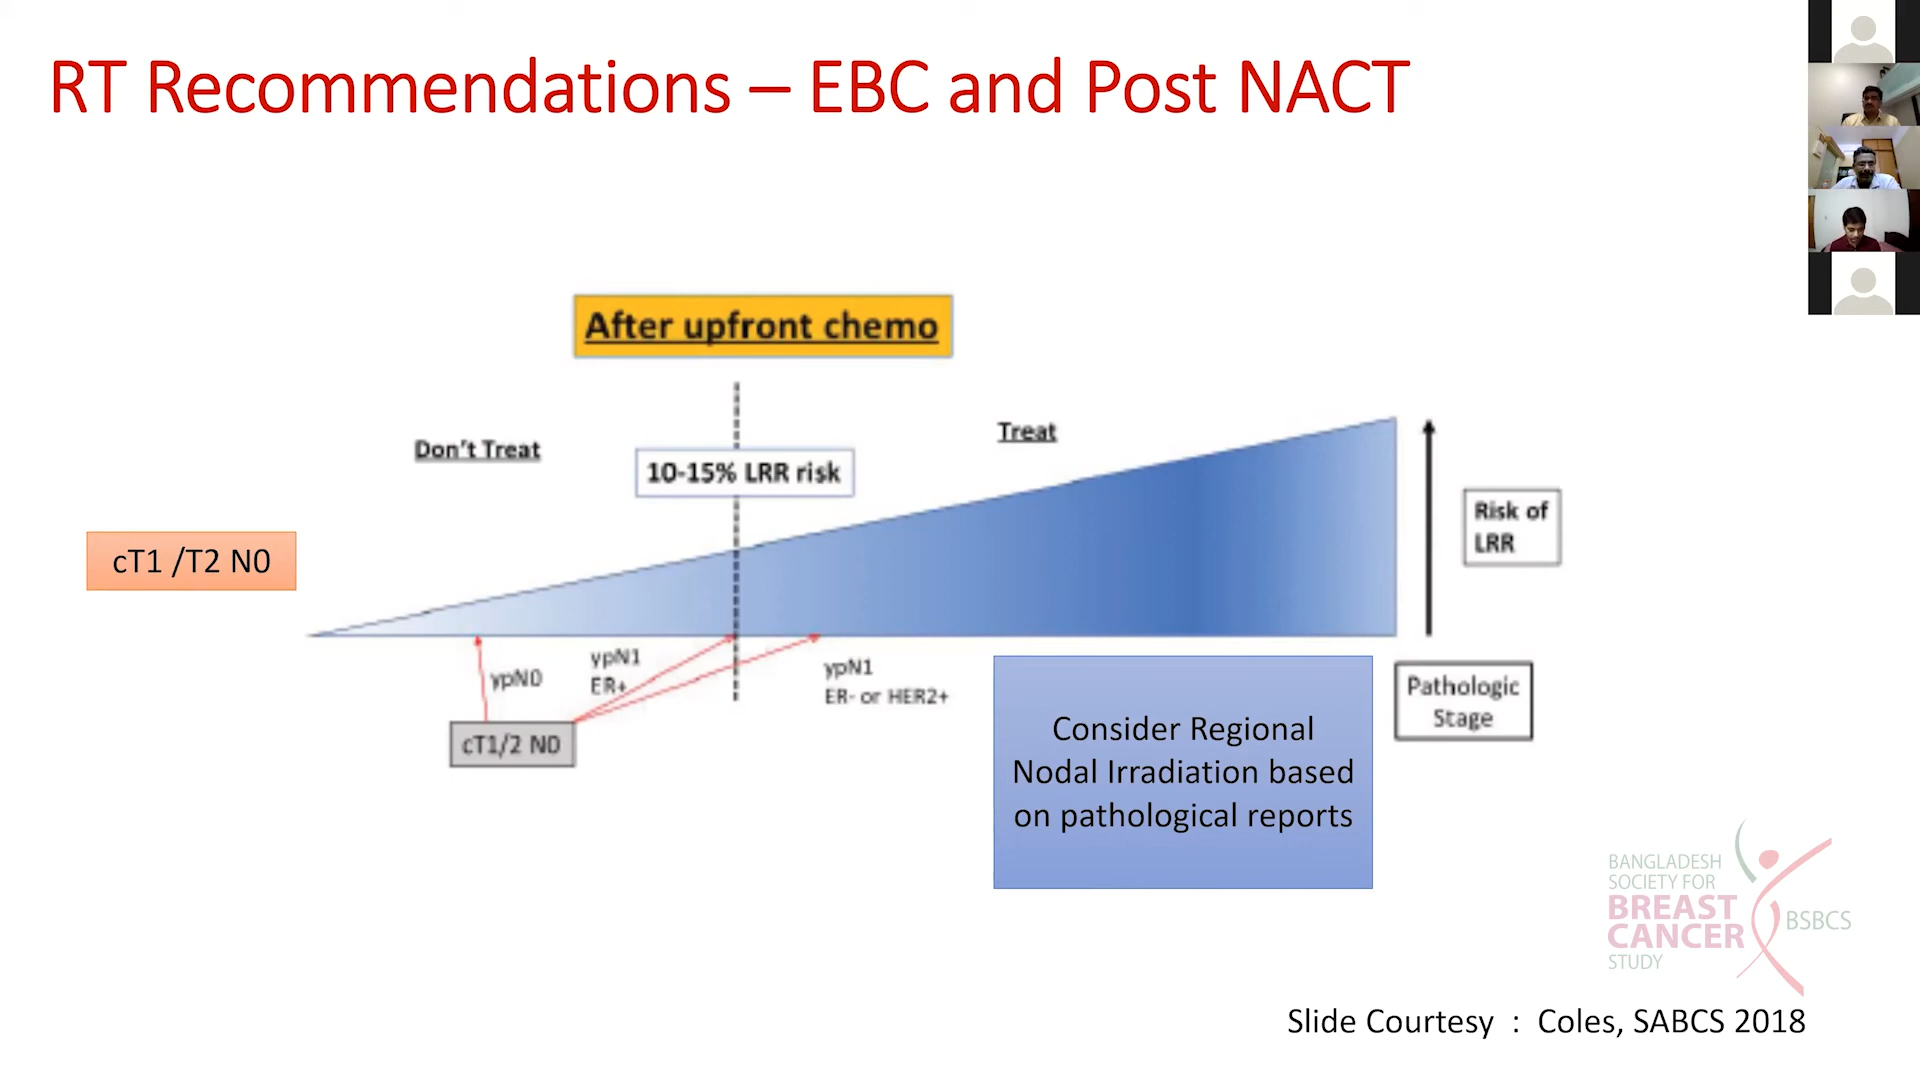 RT Recommendations – EBC and Post NACT
After upfront chemo
Don't Treat
Treat
10-15% LRR risk
Risk of
LRR
cT1 /T2 N0
ypN0
ypN1
ER+
ypN1
ER- or HER2+
cT1/2 N0
Pathologic
Stage
Consider Regional
Nodal Irradiation based
on pathological reports
BANGLADESH
SOCIETY FOR
BREAST
CANCER
STUDY
BSBCS
Slide Courtesy : Coles, SABCS 2018